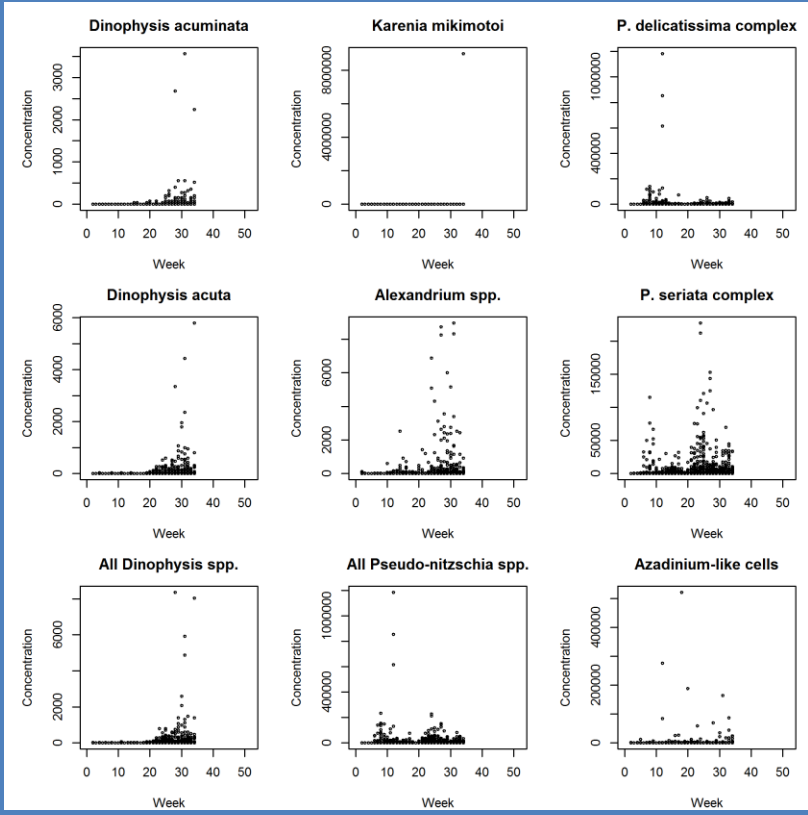 Dinophysis acuminata
Concentration
0 1000 2000 3000
0 10 20 30 40 50
Week
Karenia mikimotoi
Concentration
0 4000000 8000000
0 10 20 30 40 50
Week
P. delicatissima complex
Concentration
0 400000 1000000
0 10 20 30 40 50
Week
Dinophysis acuta
Concentration
0 2000 4000 6000
0 10 20 30 40 50
Week
Alexandrium spp.
Concentration
0 2000 6000
0 10 20 30 40 50
Week
P. seriata complex
Concentration
0 50000 150000
0 10 20 30 40 50
Week
All Dinophysis spp.
Concentration
0 2000 6000
0 10 20 30 40 50
Week
All Pseudo-nitzschia spp.
Concentration
0 400000 1000000
0 10 20 30 40 50
Week
Azadinium-like cells
Concentration
0 200000 400000
0 10 20 30 40 50
Week